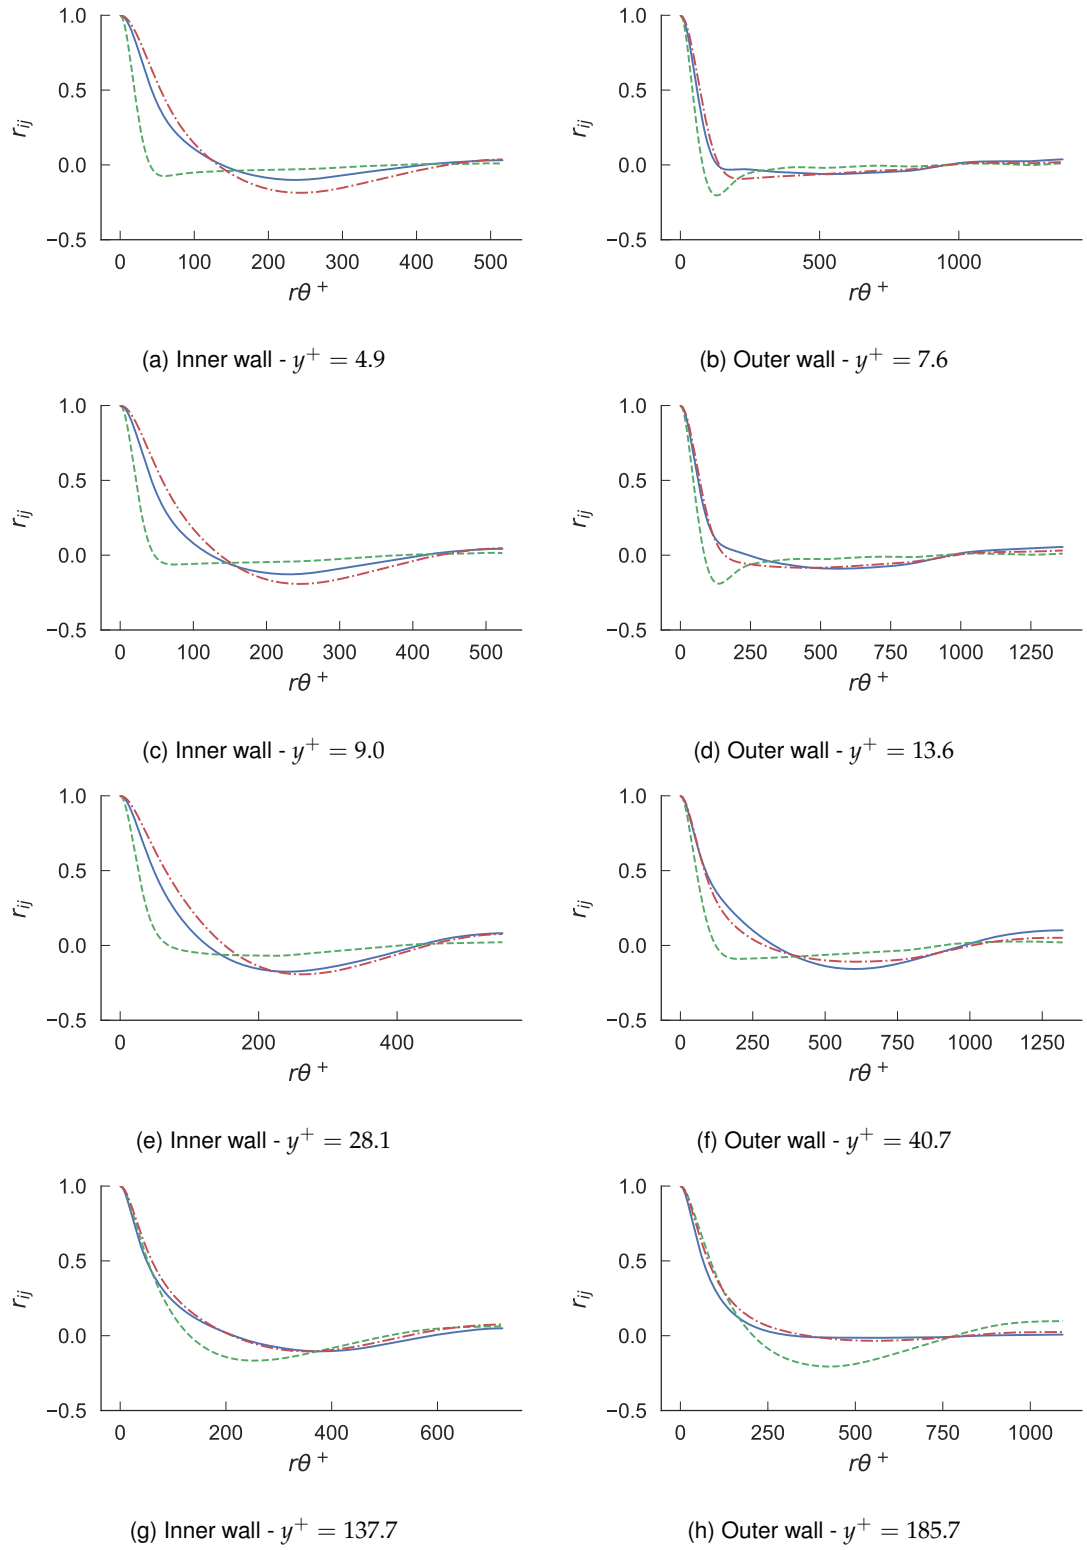 1.0
0.5
0.0
−0.5
r_ij
0 100 200 300 400 500
rθ⁺
(a) Inner wall - y⁺ = 4.9
1.0
0.5
0.0
−0.5
r_ij
0 500 1000
rθ⁺
(b) Outer wall - y⁺ = 7.6
1.0
0.5
0.0
−0.5
r_ij
0 100 200 300 400 500
rθ⁺
(c) Inner wall - y⁺ = 9.0
1.0
0.5
0.0
−0.5
r_ij
0 250 500 750 1000 1250
rθ⁺
(d) Outer wall - y⁺ = 13.6
1.0
0.5
0.0
−0.5
r_ij
0 200 400
rθ⁺
(e) Inner wall - y⁺ = 28.1
1.0
0.5
0.0
−0.5
r_ij
0 250 500 750 1000 1250
rθ⁺
(f) Outer wall - y⁺ = 40.7
1.0
0.5
0.0
−0.5
r_ij
0 200 400 600
rθ⁺
(g) Inner wall - y⁺ = 137.7
1.0
0.5
0.0
−0.5
r_ij
0 250 500 750 1000
rθ⁺
(h) Outer wall - y⁺ = 185.7